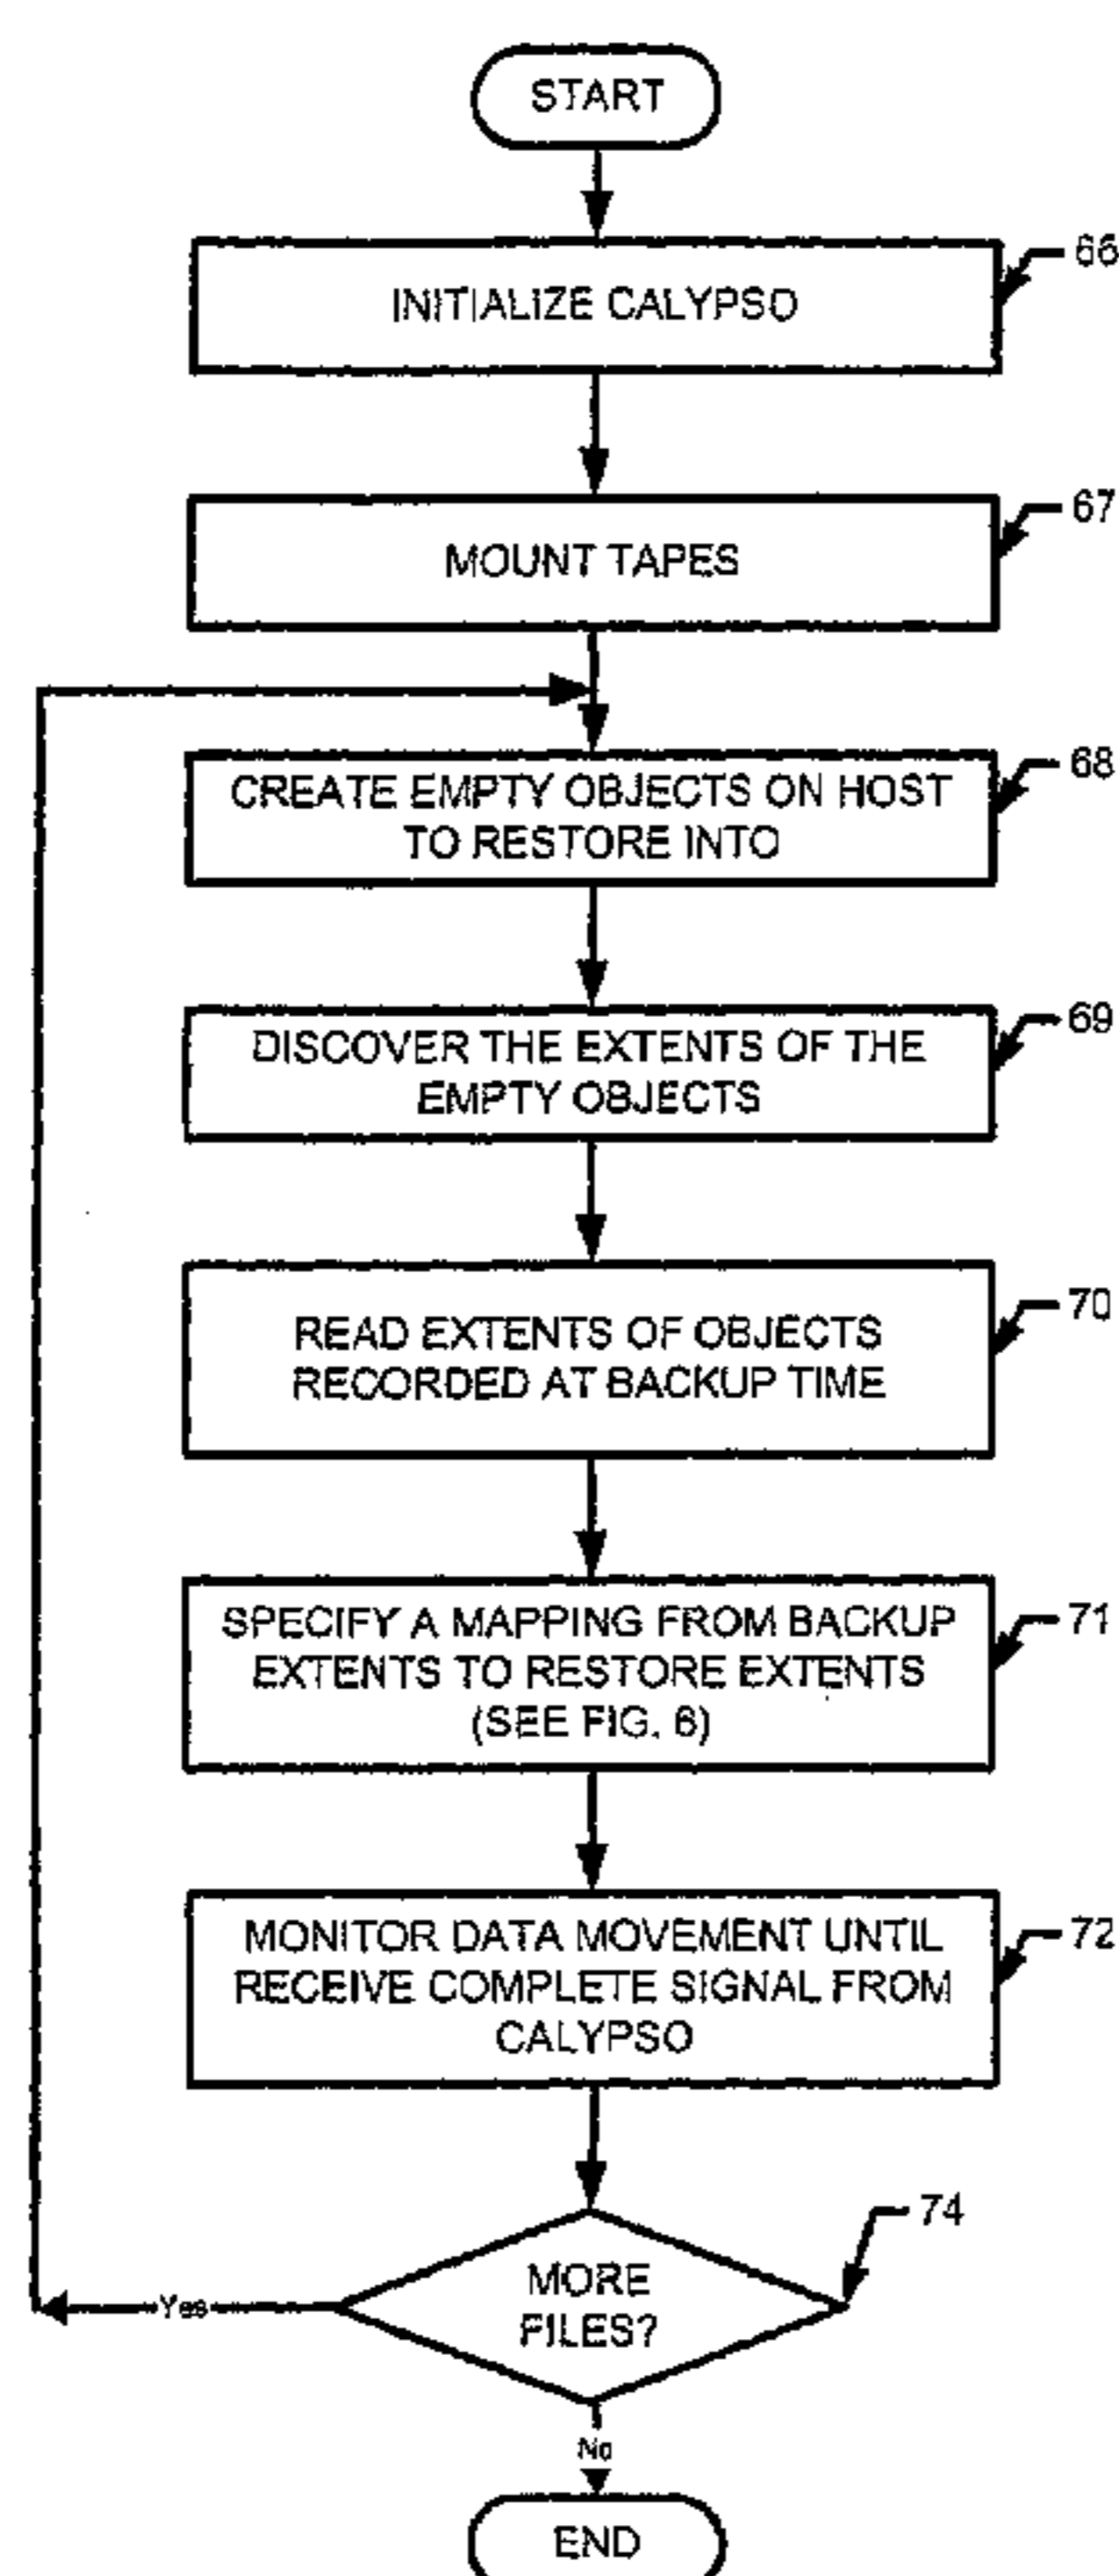 START
INITIALIZE CALYPSO
66
MOUNT TAPES
67
CREATE EMPTY OBJECTS ON HOST
TO RESTORE INTO
68
DISCOVER THE EXTENTS OF THE
EMPTY OBJECTS
69
READ EXTENTS OF OBJECTS
RECORDED AT BACKUP TIME
70
SPECIFY A MAPPING FROM BACKUP
EXTENTS TO RESTORE EXTENTS
(SEE FIG. 6)
71
MONITOR DATA MOVEMENT UNTIL
RECEIVE COMPLETE SIGNAL FROM
CALYPSO
72
MORE
FILES?
74
Yes
No
END